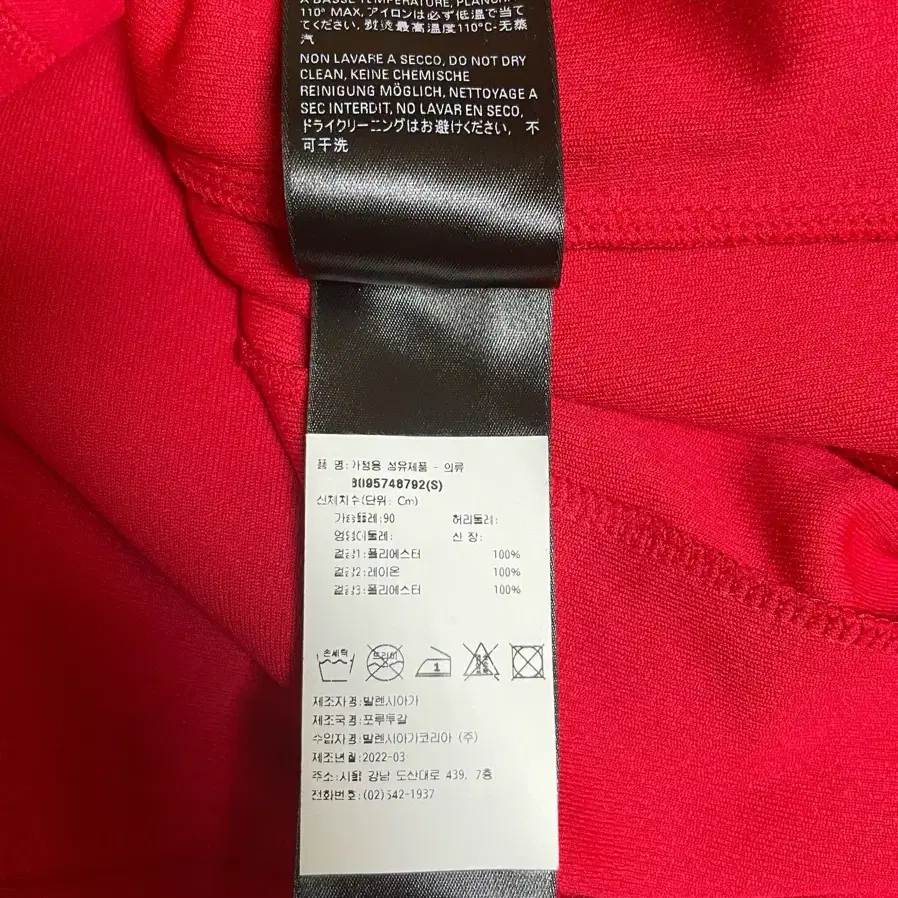 À BASSE TEMPÉRATURE, PLANCHA
110° MAX, アイロンは必ず低温で当て
てください, 熨烫最高温度110°C-无蒸
汽
NON LAVARE A SECCO, DO NOT DRY
CLEAN, KEINE CHEMISCHE
REINIGUNG MÖGLICH, NETTOYAGE A
SEC INTERDIT, NO LAVAR EN SECO,
ドライクリーニングはお避けください, 不
可干洗
품 명:가정용 섬유제품 - 의류
8095748792(S)
신체치수(단위: Cm)
가슴둘레:90 허리둘레:
엉덩이둘레: 신 장:
겉감1:폴리에스터 100%
겉감2:레이온 100%
겉감3:폴리에스터 100%
손세탁 드라이 1
제조자명:발렌시아가
제조국명:포루투갈
수입자명:발렌시아가코리아 (주)
제조년월:2022-03
주소:서울 강남 도산대로 439. 7층
전화번호:(02)542-1937